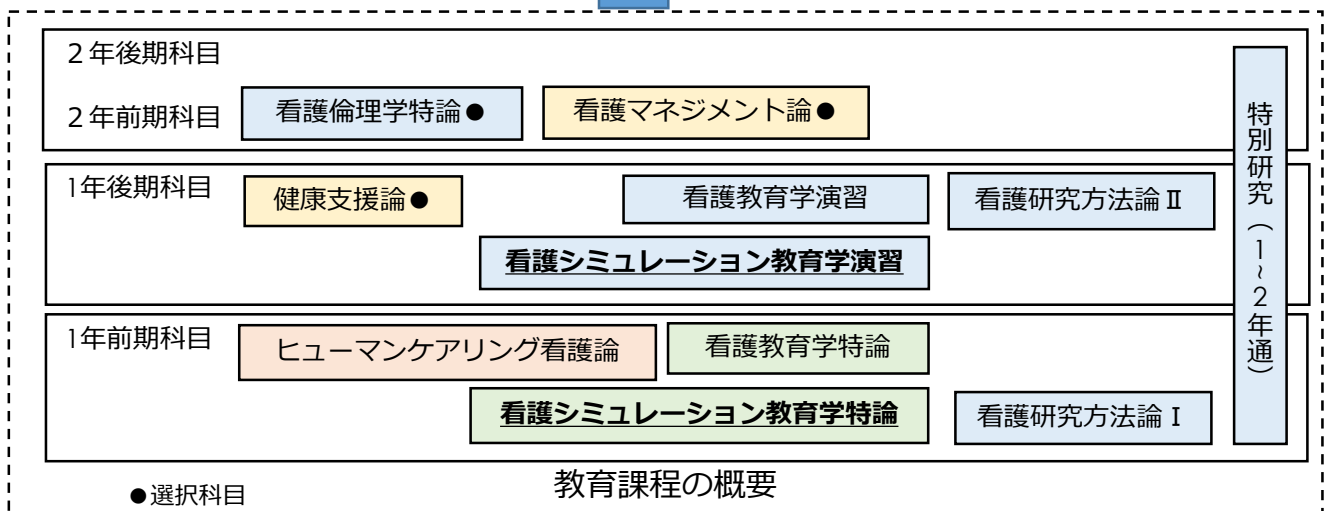 2年後期科目
2年前期科目
看護倫理学特論●
看護マネジメント論●
1年後期科目
健康支援論●
看護教育学演習
看護研究方法論Ⅱ
看護シミュレーション教育学演習
1年前期科目
ヒューマンケアリング看護論
看護教育学特論
看護シミュレーション教育学特論
看護研究方法論Ⅰ
特別研究(1~2年通)
教育課程の概要
●選択科目